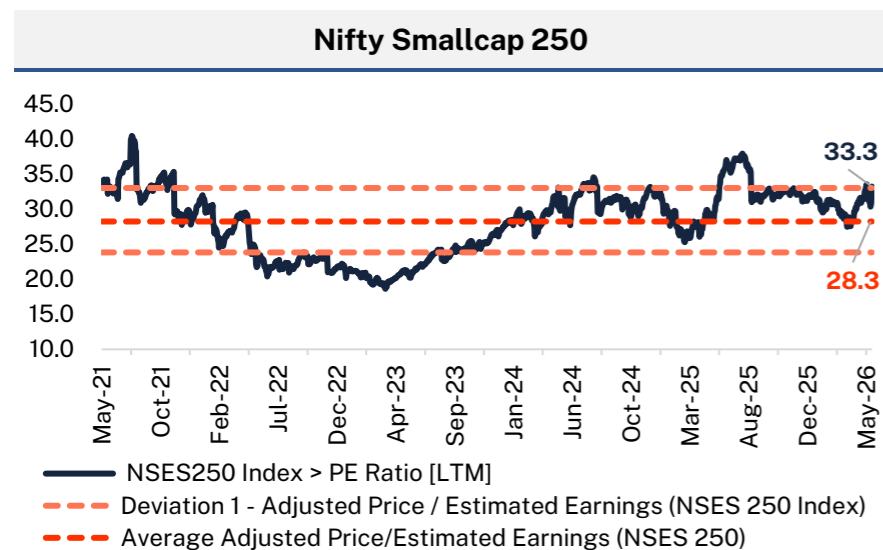 Nifty Smallcap 250
45.0
40.0
35.0
30.0
25.0
20.0
15.0
10.0
33.3
28.3
May-21
Oct-21
Feb-22
Jul-22
Dec-22
Apr-23
Sep-23
Jan-24
Jun-24
Oct-24
Mar-25
Aug-25
Dec-25
May-26
NSES250 Index > PE Ratio [LTM]
Deviation 1 - Adjusted Price / Estimated Earnings (NSES 250 Index)
Average Adjusted Price/Estimated Earnings (NSES 250)